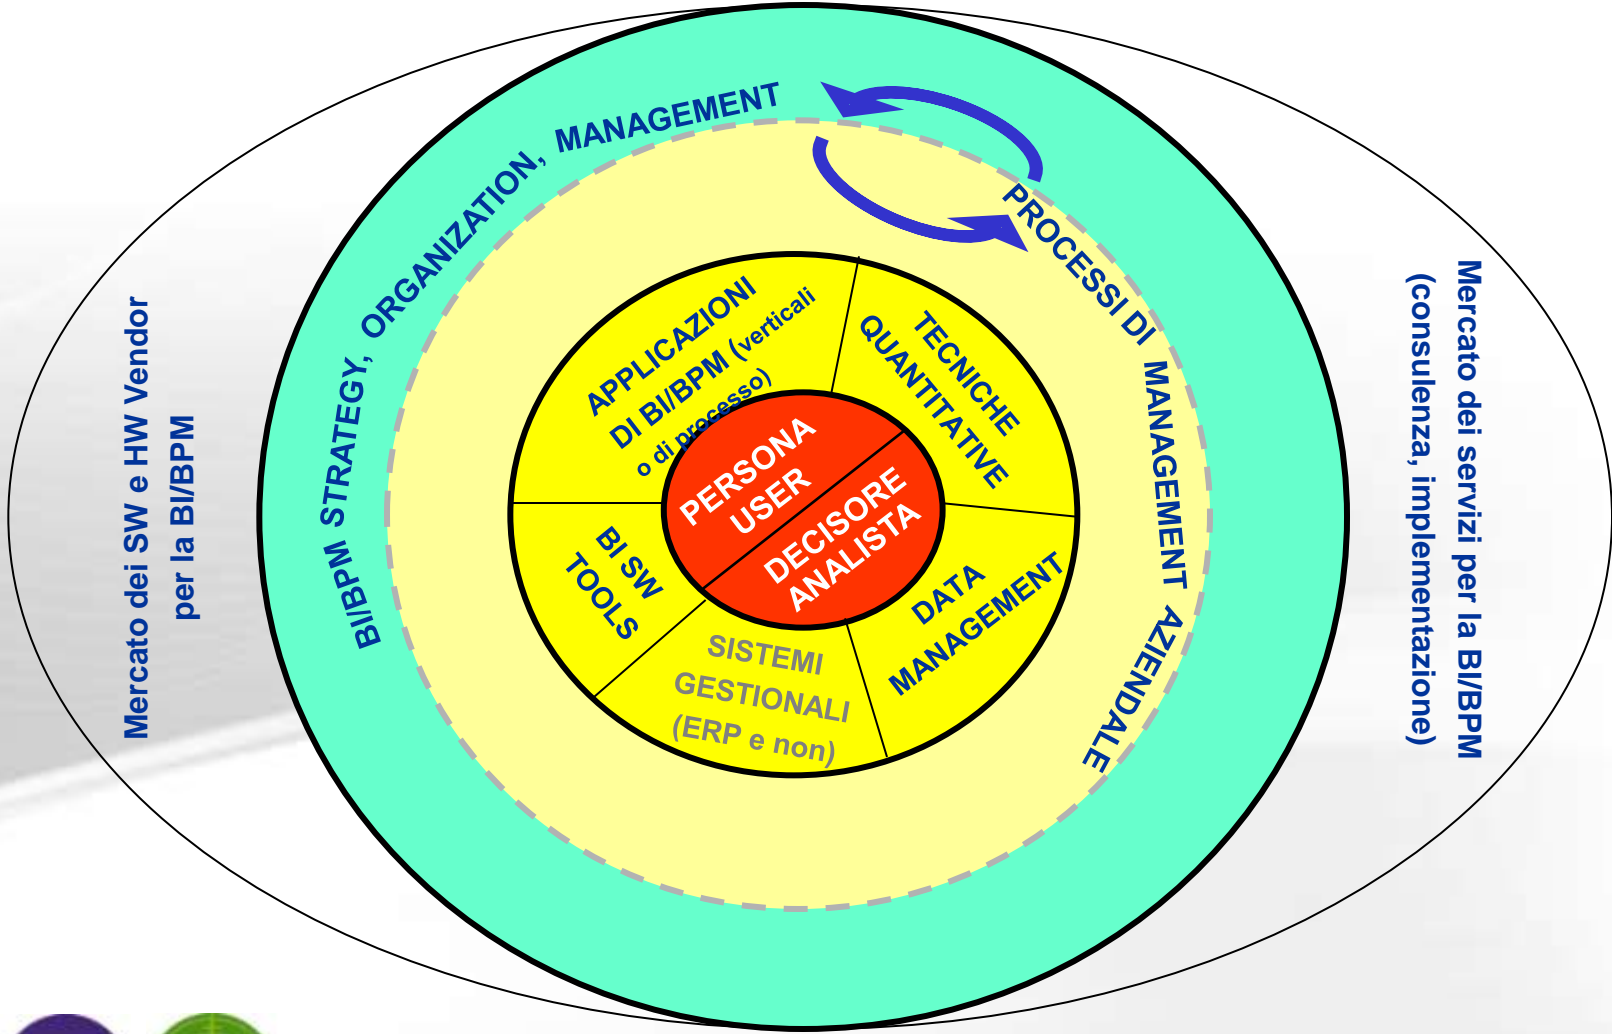 BI/BPM STRATEGY, ORGANIZATION, MANAGEMENT
PROCESSI DI MANAGEMENT AZIENDALE
Mercato dei SW e HW Vendor
per la BI/BPM
Mercato dei servizi per la BI/BPM
(consulenza, implementazione)
APPLICAZIONI
DI BI/BPM (verticali
o di processo)
TECNICHE
QUANTITATIVE
PERSONA
USER
DECISORE
ANALISTA
BI SW
TOOLS
DATA
MANAGEMENT
SISTEMI
GESTIONALI
(ERP e non)